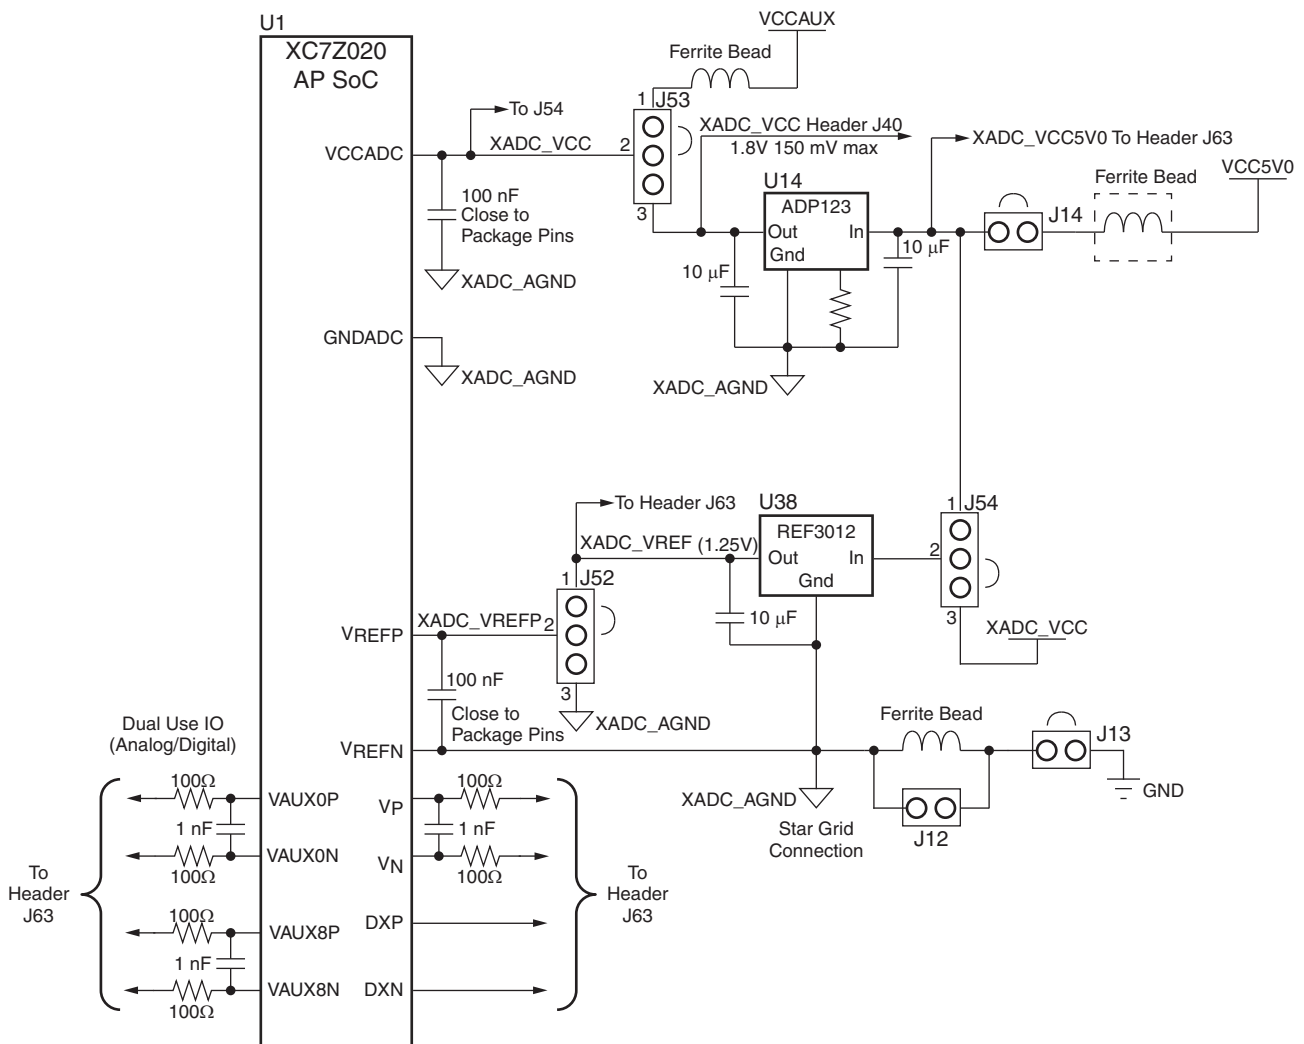 U1
XC7Z020
AP SoC
VCCAUX
Ferrite Bead
1
J53
To J54
XADC_VCC
2
VCCADC
3
XADC_VCC Header J40
1.8V 150 mV max
XADC_VCC5V0 To Header J63
VCC5V0
Ferrite Bead
J14
U14
ADP123
Out
In
Gnd
10 µF
10 µF
100 nF
Close to
Package Pins
XADC_AGND
GNDADC
XADC_AGND
XADC_AGND
To Header J63
U38
REF3012
Out
In
Gnd
XADC_VREF (1.25V)
1
J54
2
3
XADC_VCC
1
J52
XADC_VREFP
2
3
VREFP
10 µF
100 nF
Close to
Package Pins
XADC_AGND
VREFN
Ferrite Bead
J13
GND
XADC_AGND
Star Grid
Connection
J12
Dual Use IO
(Analog/Digital)
100Ω
VAUX0P
1 nF
VAUX0N
100Ω
100Ω
VAUX8P
1 nF
VAUX8N
100Ω
To
Header
J63
VP
100Ω
1 nF
VN
100Ω
DXP
DXN
To
Header
J63